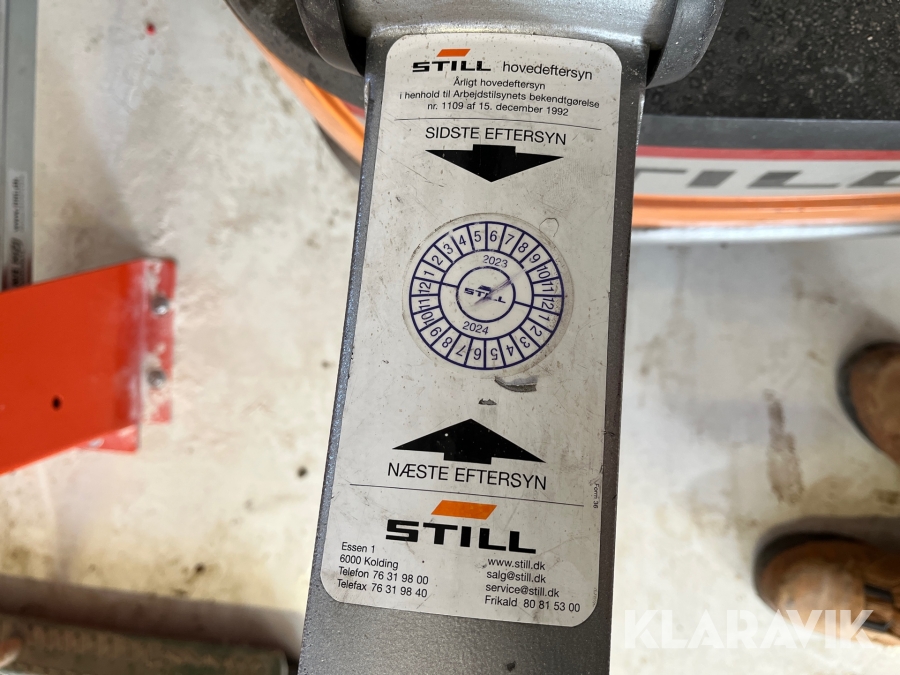 STILL hovedeftersyn
Årligt hovedeftersyn
i henhold til Arbejdstilsynets bekendtgørelse
nr. 1109 af 15. december 1992
SIDSTE EFTERSYN
1 2 3 4 5 6 7 8 9 10 11 12
2023
STILL
2024
1 2 3 4 5 6 7 8 9 10 11 12
NÆSTE EFTERSYN
Form 36
STILL
Essen 1
6000 Kolding
Telefon 76 31 98 00
Telefax 76 31 98 40
www.still.dk
salg@still.dk
service@still.dk
Frikald 80 81 53 00
STILL
KLARAVIK